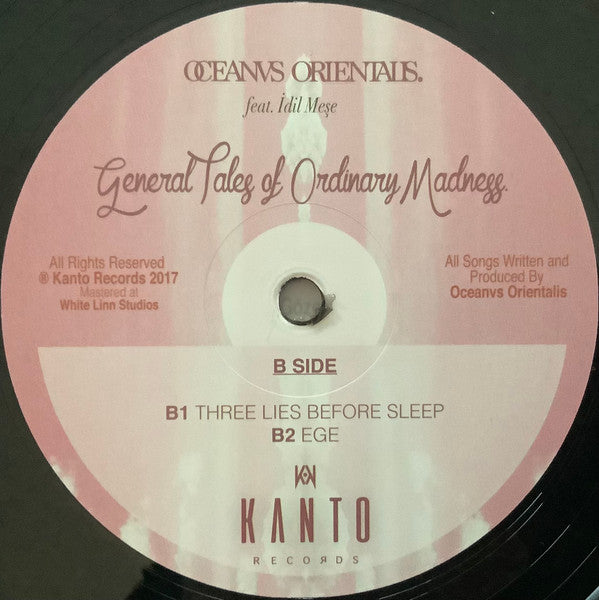 OCEANVS ORIENTALIS.
feat. İdil Meşe
General Tales of Ordinary Madness.
All Rights Reserved
® Kanto Records 2017
Mastered at
White Linn Studios
All Songs Written and
Produced By
Oceanvs Orientalis
B SIDE
B1 THREE LIES BEFORE SLEEP
B2 EGE
KANTO
RECOЯDS